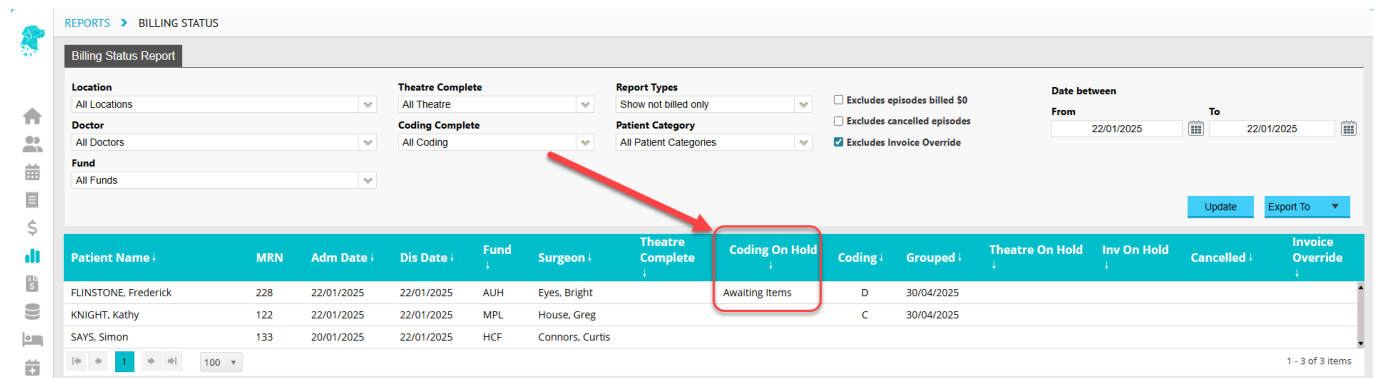 REPORTS > BILLING STATUS
Billing Status Report
Location
All Locations
Doctor
All Doctors
Fund
All Funds
Theatre Complete
All Theatre
Coding Complete
All Coding
Report Types
Show not billed only
Patient Category
All Patient Categories
Excludes episodes billed $0
Excludes cancelled episodes
Excludes Invoice Override
Date between
From To
22/01/2025 22/01/2025
Update Export To
Patient Name↓ MRN Adm Date↓ Dis Date↓ Fund↓ Surgeon↓ Theatre Complete↓ Coding On Hold↓ Coding↓ Grouped↓ Theatre On Hold↓ Inv On Hold↓ Cancelled↓ Invoice Override↓
FLINSTONE, Frederick 228 22/01/2025 22/01/2025 AUH Eyes, Bright Awaiting Items D 30/04/2025
KNIGHT, Kathy 122 22/01/2025 22/01/2025 MPL House, Greg C 30/04/2025
SAYS, Simon 133 20/01/2025 22/01/2025 HCF Connors, Curtis
1 100 1 - 3 of 3 items